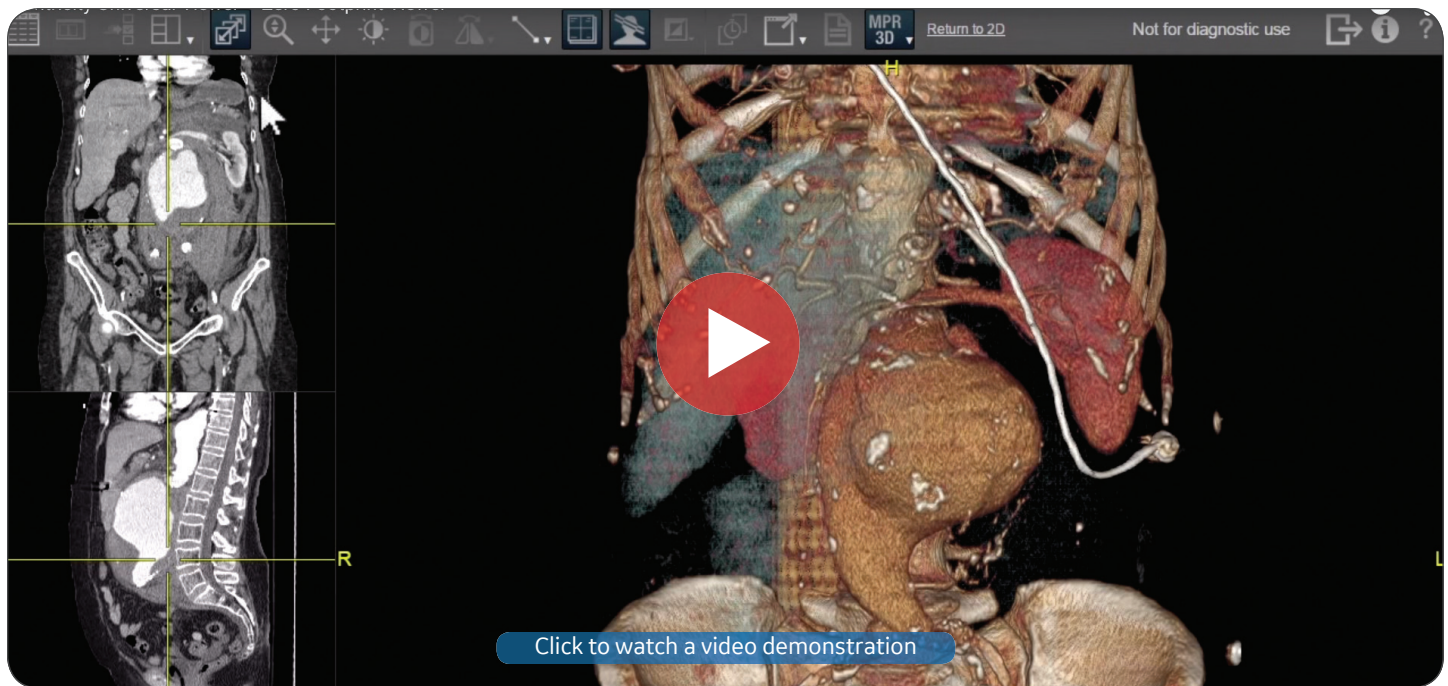 MPR
3D
Return to 2D
Not for diagnostic use
H
R
L
Click to watch a video demonstration